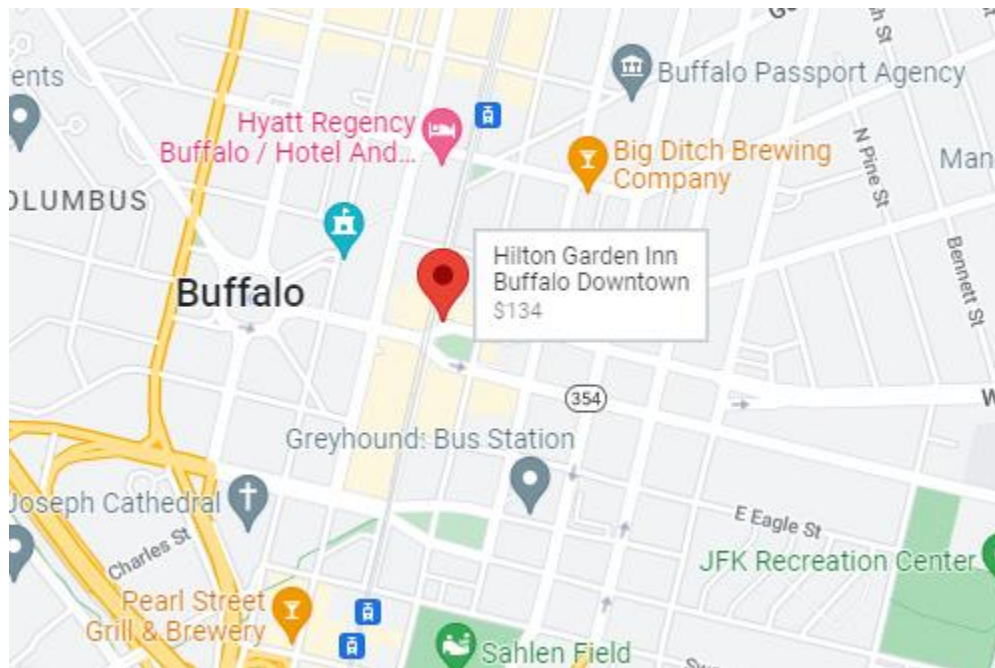 ents
Buffalo Passport Agency
Hyatt Regency
Buffalo / Hotel And...
Big Ditch Brewing
Company
N Pine St
Man
OLUMBUS
Hilton Garden Inn
Buffalo Downtown
$134
Bennett St
Buffalo
354
W
Greyhound: Bus Station
Joseph Cathedral
E Eagle St
Charles St
JFK Recreation Center
Pearl Street
Grill & Brewery
Sahlen Field